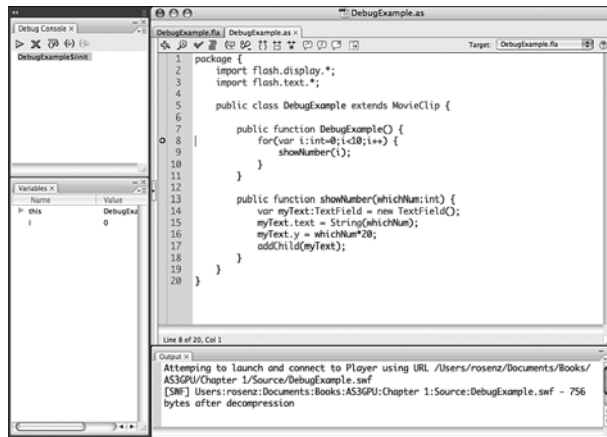 Debug Console ×
DebugExample$iinit
Variables ×
Name Value
this DebugExa
i 0
DebugExample.as
DebugExample.fla DebugExample.as ×
Target: DebugExample.fla
1 package {
2 import flash.display.*;
3 import flash.text.*;
4
5 public class DebugExample extends MovieClip {
6
7 public function DebugExample() {
8 for(var i:int=0;i<10;i++) {
9 showNumber(i);
10 }
11 }
12
13 public function showNumber(whichNum:int) {
14 var myText:TextField = new TextField();
15 myText.text = String(whichNum);
16 myText.y = whichNum*20;
17 addChild(myText);
18 }
19 }
20 }
Line 8 of 20, Col 1
Output ×
Attemping to launch and connect to Player using URL /Users/rosenz/Documents/Books/
AS3GPU/Chapter 1/Source/DebugExample.swf
[SWF] Users:rosenz:Documents:Books:AS3GPU:Chapter 1:Source:DebugExample.swf - 756
bytes after decompression